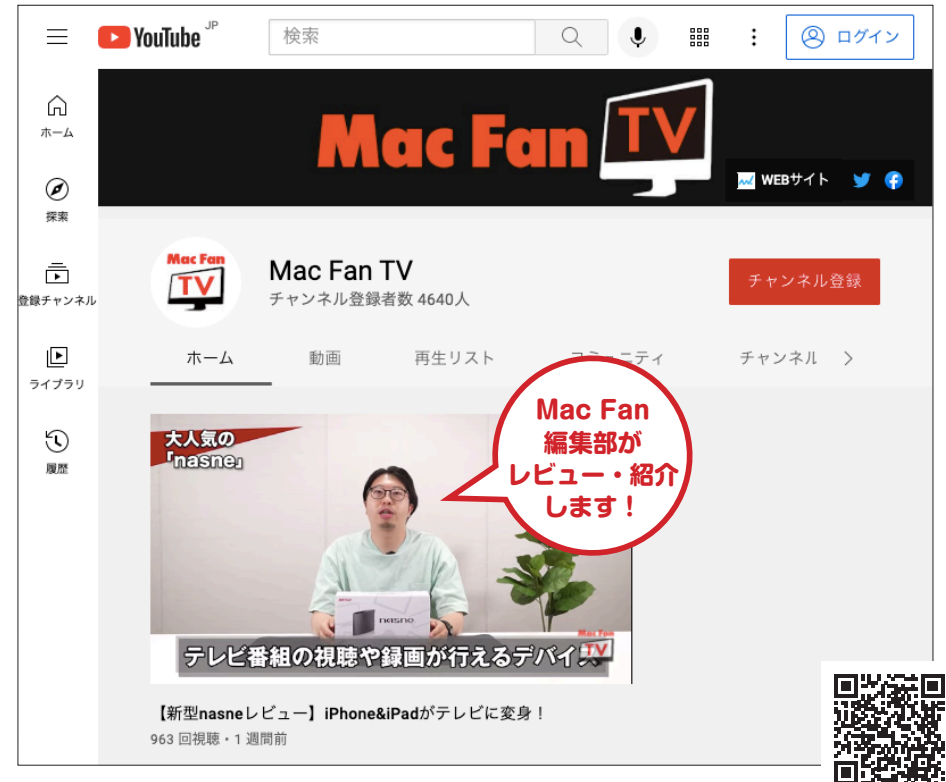 YouTube JP
検索
ログイン
ホーム
探索
登録チャンネル
ライブラリ
履歴
Mac Fan TV
WEBサイト
Mac Fan
TV
Mac Fan TV
チャンネル登録者数 4640人
チャンネル登録
ホーム
動画
再生リスト
コミュニティ
チャンネル
Mac Fan
編集部が
レビュー・紹介
します！
大人気の
「nasne」
nasne
テレビ番組の視聴や録画が行えるデバイス
Mac Fan
TV
【新型nasneレビュー】iPhone&iPadがテレビに変身！
963 回視聴・1 週間前